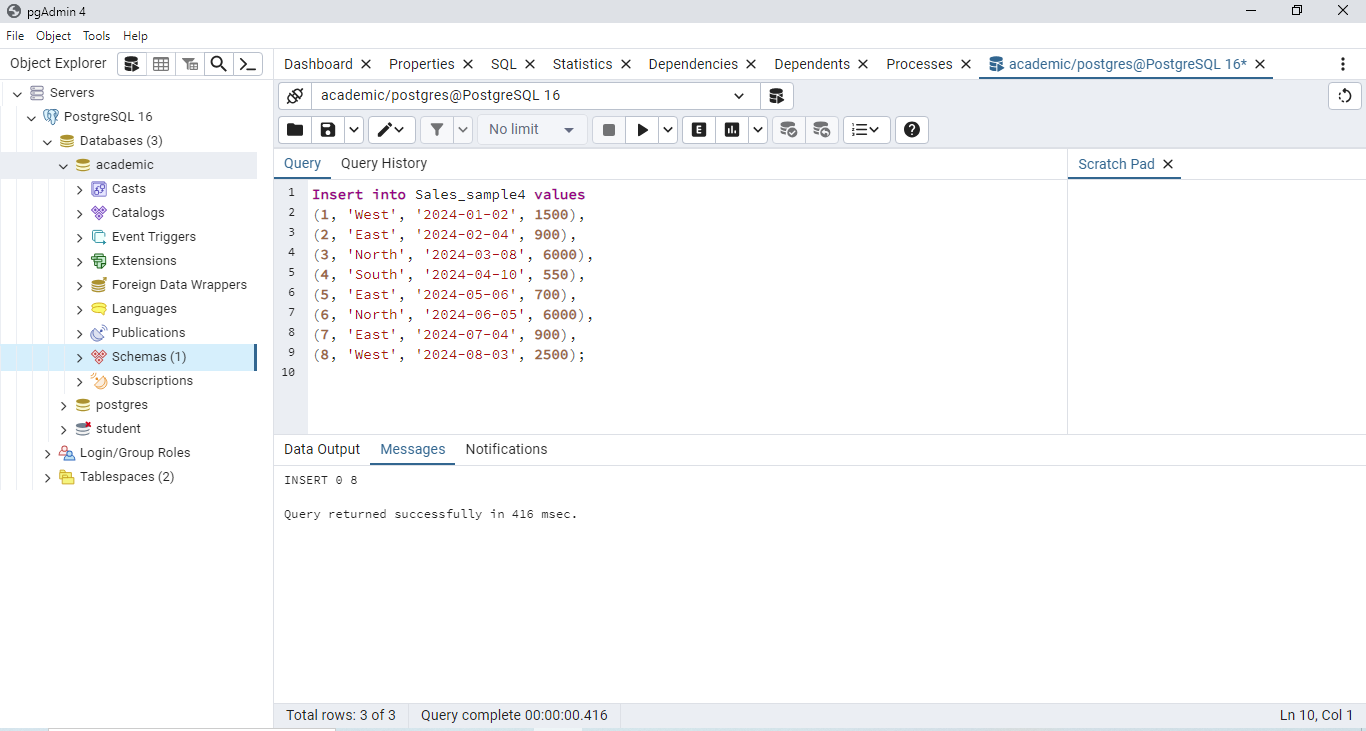 pgAdmin 4
File Object Tools Help
Object Explorer
Dashboard Properties SQL Statistics Dependencies Dependents Processes academic/postgres@PostgreSQL 16*
Servers
PostgreSQL 16
Databases (3)
academic
Casts
Catalogs
Event Triggers
Extensions
Foreign Data Wrappers
Languages
Publications
Schemas (1)
Subscriptions
postgres
student
Login/Group Roles
Tablespaces (2)
academic/postgres@PostgreSQL 16
No limit
E
Query Query History
Scratch Pad
1 Insert into Sales_sample4 values
2 (1, 'West', '2024-01-02', 1500),
3 (2, 'East', '2024-02-04', 900),
4 (3, 'North', '2024-03-08', 6000),
5 (4, 'South', '2024-04-10', 550),
6 (5, 'East', '2024-05-06', 700),
7 (6, 'North', '2024-06-05', 6000),
8 (7, 'East', '2024-07-04', 900),
9 (8, 'West', '2024-08-03', 2500);
10
Data Output Messages Notifications
INSERT 0 8
Query returned successfully in 416 msec.
Total rows: 3 of 3 Query complete 00:00:00.416 Ln 10, Col 1